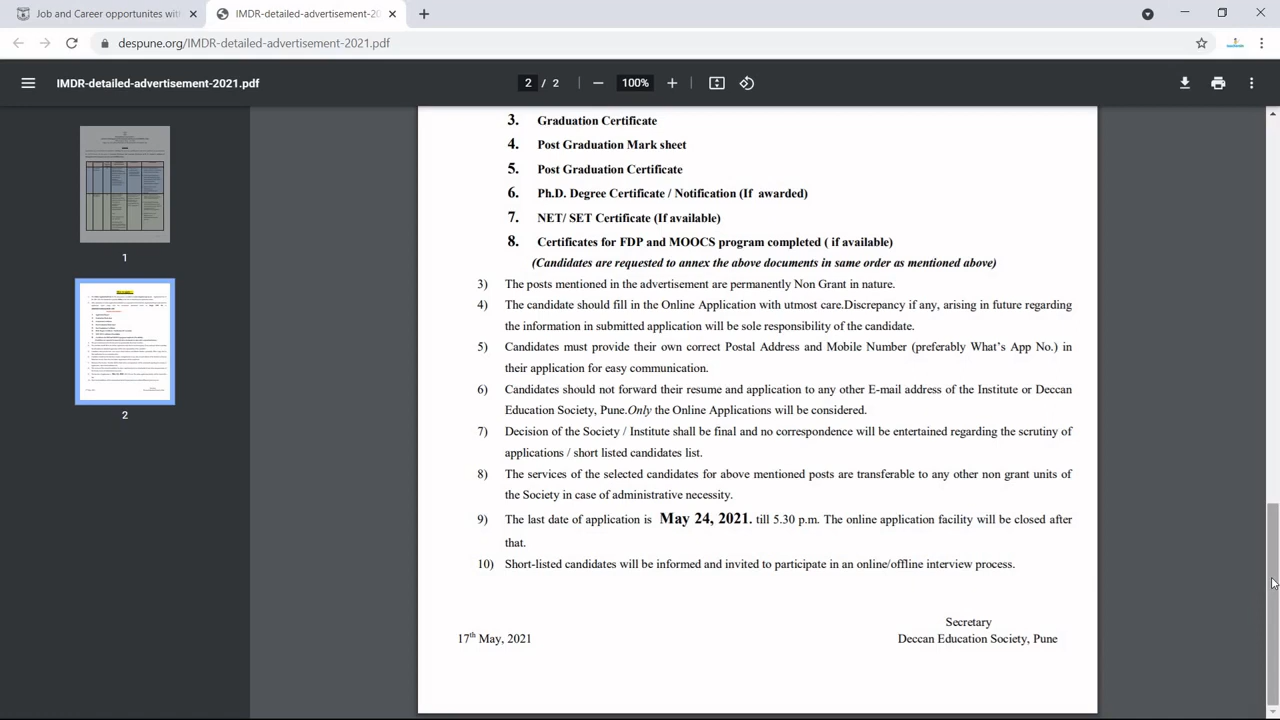 Job and Career opportunites wit
IMDR-detailed-advertisement-20
despune.org/IMDR-detailed-advertisement-2021.pdf
IMDR-detailed-advertisement-2021.pdf
2 / 2
100%
1
2
3. Graduation Certificate
4. Post Graduation Mark sheet
5. Post Graduation Certificate
6. Ph.D. Degree Certificate / Notification (If awarded)
7. NET/ SET Certificate (If available)
8. Certificates for FDP and MOOCS program completed ( if available)
(Candidates are requested to annex the above documents in same order as mentioned above)
3) The posts mentioned in the advertisement are permanently Non Grant in nature.
4) The candidate should fill in the Online Application with utmost care.Discrepancy if any, arising in future regarding
the information in submitted application will be sole responsibility of the candidate.
5) Candidates must provide their own correct Postal Address and Mobile Number (preferably What's App No.) in
their application for easy communication.
6) Candidates should not forward their resume and application to any other E-mail address of the Institute or Deccan
Education Society, Pune.Only the Online Applications will be considered.
7) Decision of the Society / Institute shall be final and no correspondence will be entertained regarding the scrutiny of
applications / short listed candidates list.
8) The services of the selected candidates for above mentioned posts are transferable to any other non grant units of
the Society in case of administrative necessity.
9) The last date of application is May 24, 2021. till 5.30 p.m. The online application facility will be closed after
that.
10) Short-listed candidates will be informed and invited to participate in an online/offline interview process.
Secretary
17th May, 2021
Deccan Education Society, Pune